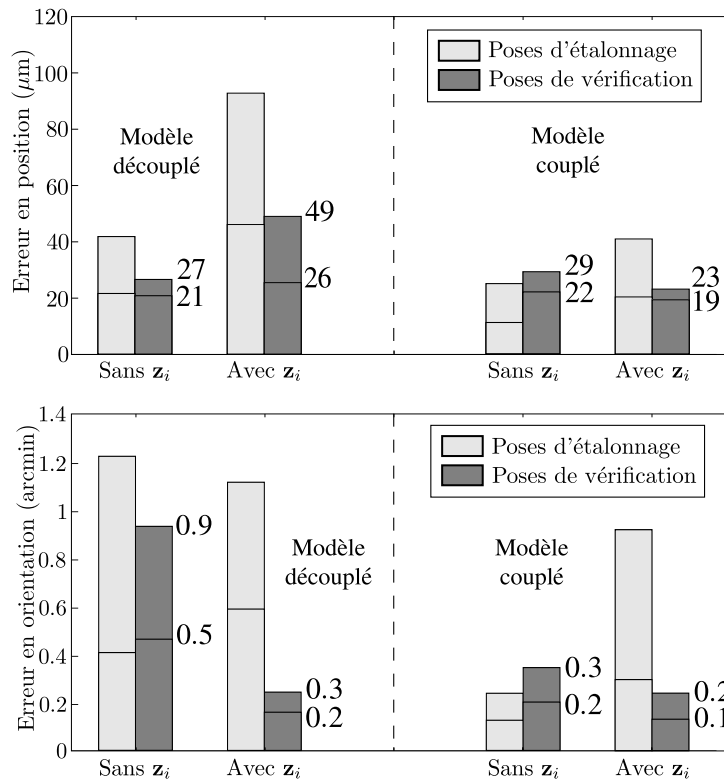 120
100
80
60
40
20
0
Erreur en position (μm)
Poses d'étalonnage
Poses de vérification
Modèle
découplé
Modèle
couplé
27
21
49
26
29
22
23
19
Sans z_i
Avec z_i
Sans z_i
Avec z_i
1.4
1.2
1
0.8
0.6
0.4
0.2
0
Erreur en orientation (arcmin)
Poses d'étalonnage
Poses de vérification
Modèle
découplé
Modèle
couplé
0.9
0.5
0.3
0.2
0.3
0.2
0.2
0.1
Sans z_i
Avec z_i
Sans z_i
Avec z_i